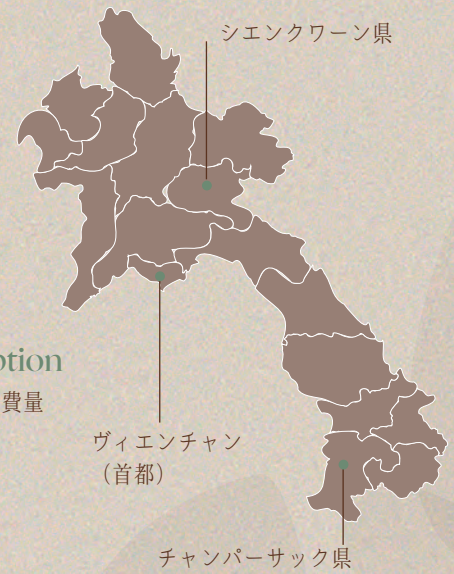 シエンクワーン県
ption
費量
ヴィエンチャン
（首都）
チャンパーサック県